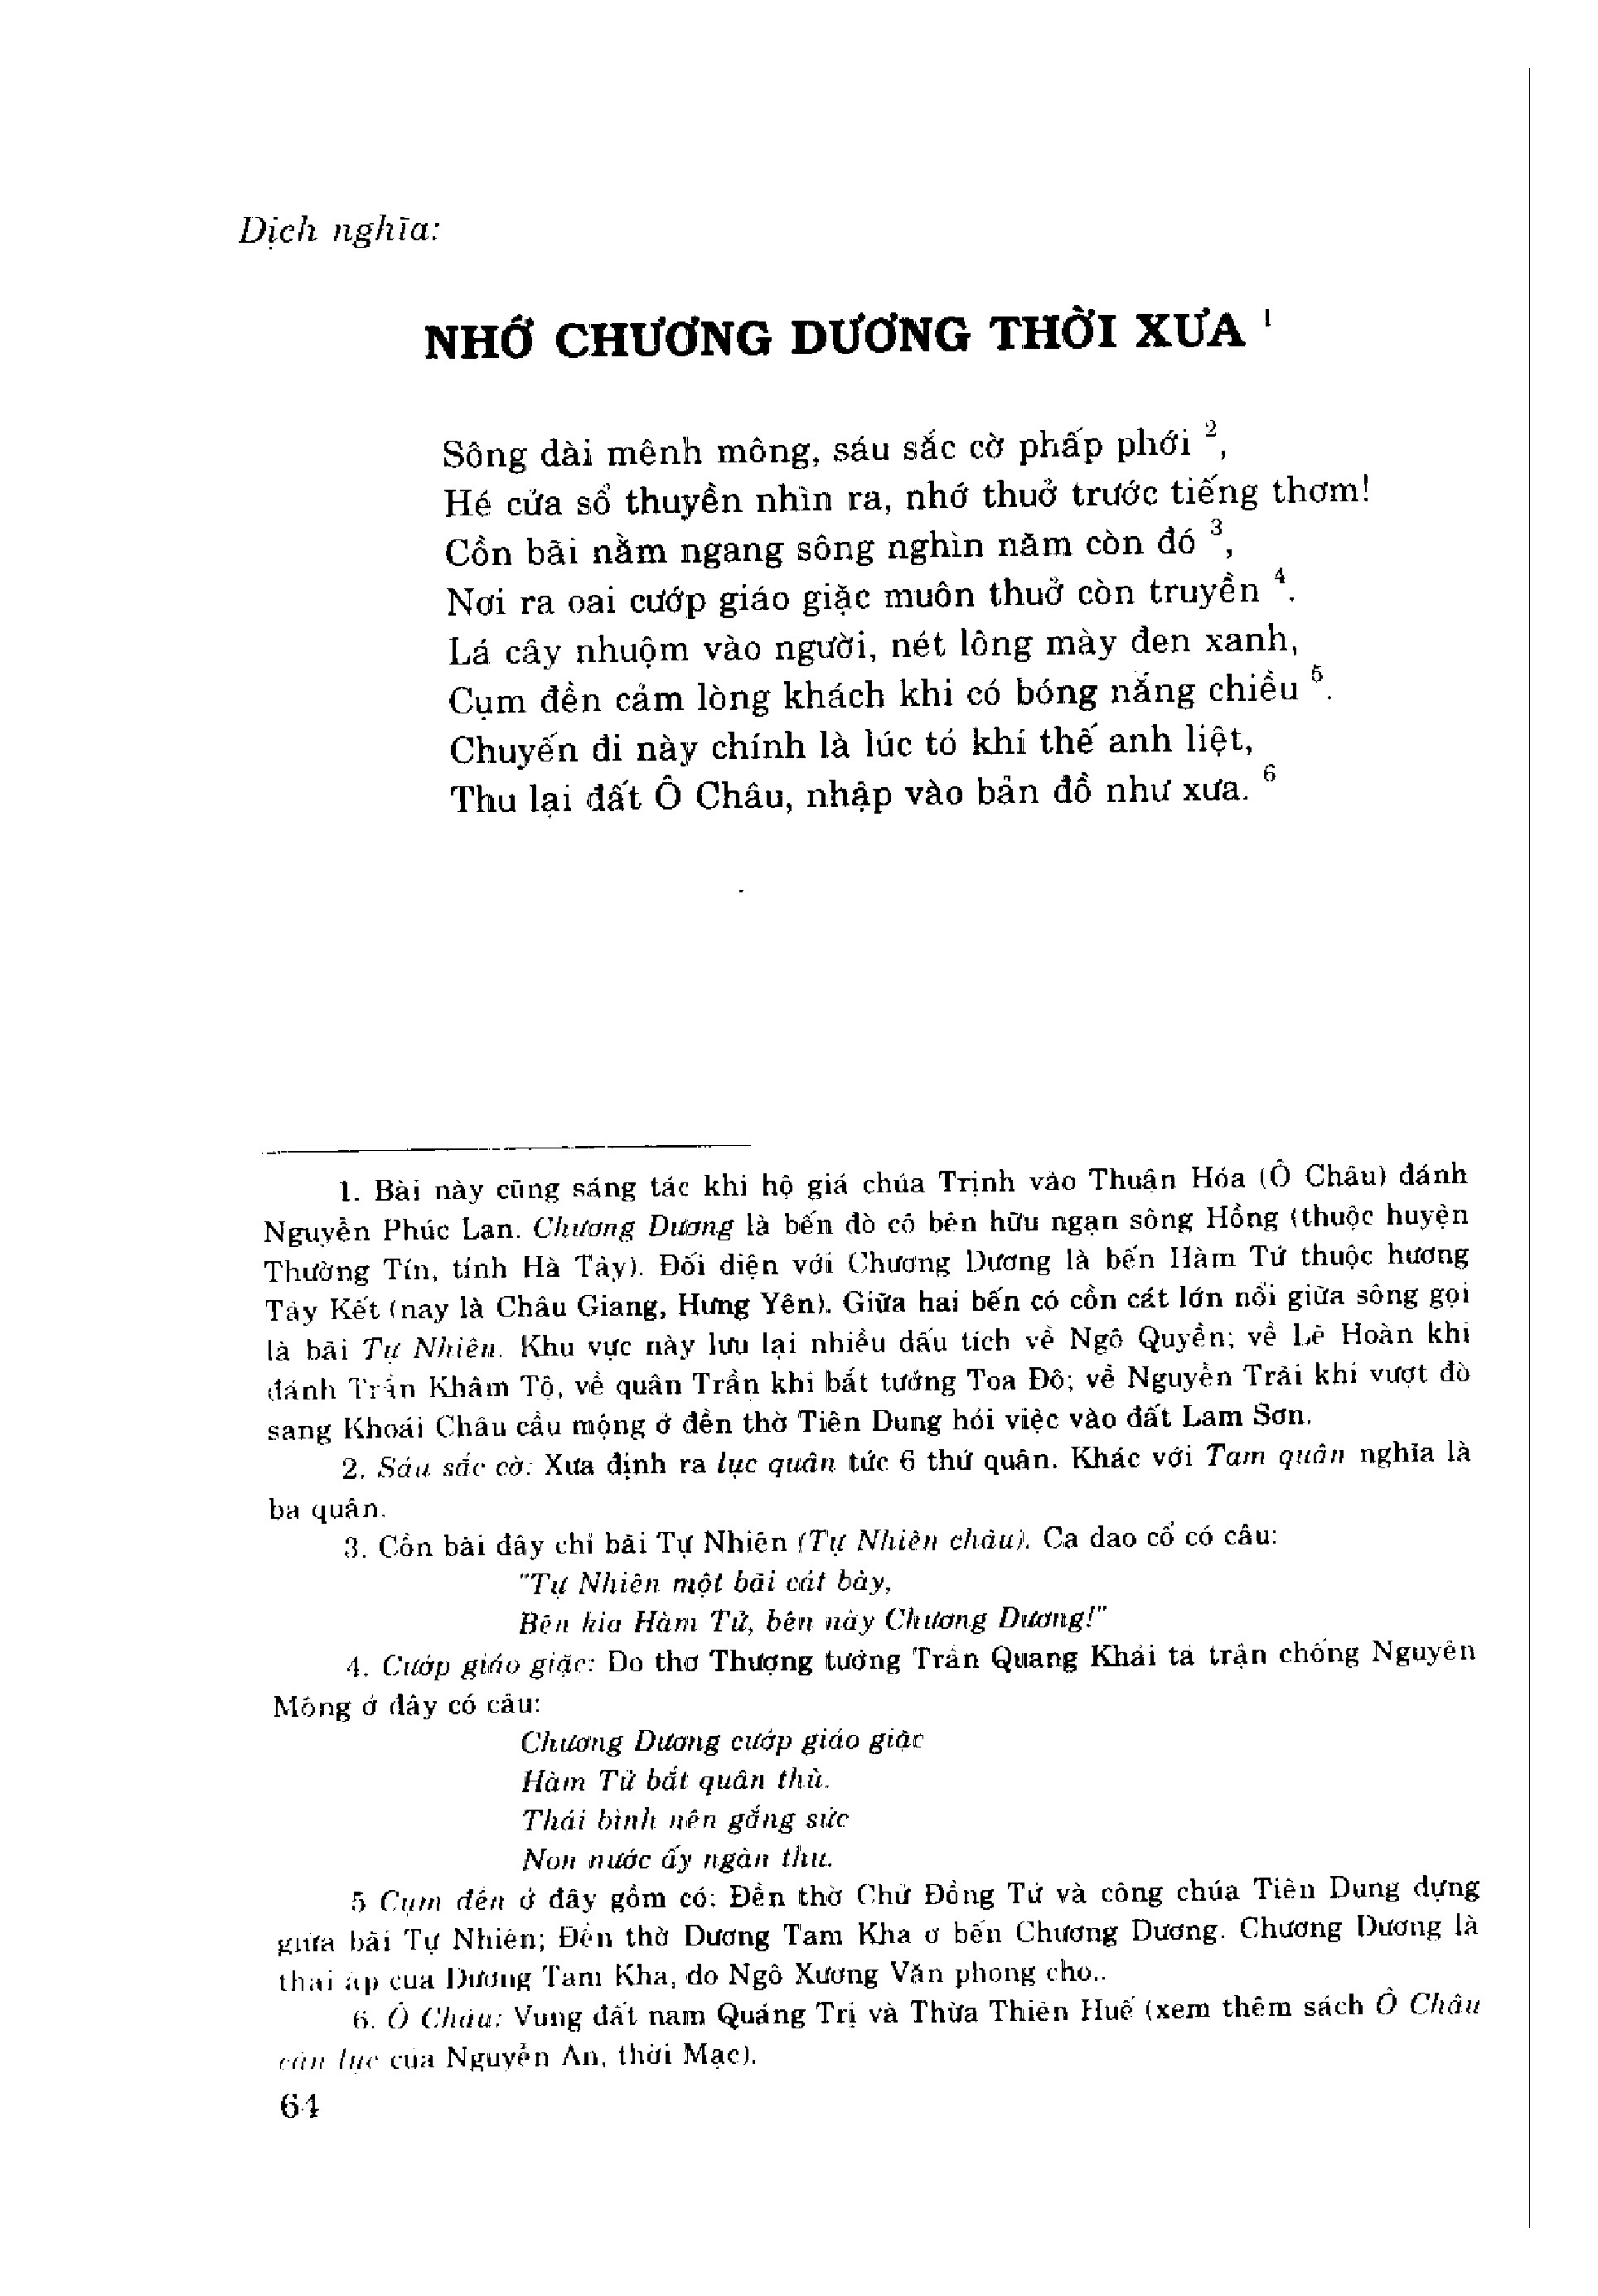 Dịch nghĩa:
NHỚ CHƯƠNG DƯƠNG THỜI XƯA 1
Sông dài mênh mông, sáu sắc cờ phấp phới 2,
Hé cửa sổ thuyền nhìn ra, nhớ thuở trước tiếng thơm!
Cồn bãi nằm ngang sông nghìn năm còn đó 3,
Nơi ra oai cướp giáo giặc muôn thuở còn truyền 4.
Lá cây nhuộm vào người, nét lông mày đen xanh,
Cụm đền cảm lòng khách khi có bóng nắng chiều 5.
Chuyến đi này chính là lúc tỏ khí thế anh liệt,
Thu lại đất Ô Châu, nhập vào bản đồ như xưa. 6
1. Bài này cũng sáng tác khi hộ giá chúa Trịnh vào Thuận Hóa (Ô Châu) đánh
Nguyễn Phúc Lan. Chương Dương là bến đò cổ bên hữu ngạn sông Hồng (thuộc huyện
Thường Tín, tỉnh Hà Tây). Đối diện với Chương Dương là bến Hàm Tử thuộc hương
Tây Kết (nay là Châu Giang, Hưng Yên). Giữa hai bến có cồn cát lớn nổi giữa sông gọi
là bãi Tự Nhiên. Khu vực này lưu lại nhiều dấu tích về Ngô Quyền; về Lê Hoàn khi
đánh Trần Khâm Tộ, về quân Trần khi bắt tướng Toa Đô; về Nguyễn Trãi khi vượt đò
sang Khoái Châu cầu mộng ở đền thờ Tiên Dung hỏi việc vào đất Lam Sơn.
2. Sáu sắc cờ: Xưa định ra lục quân tức 6 thứ quân. Khác với Tam quân nghĩa là
ba quân.
3. Cồn bãi đây chỉ bãi Tự Nhiên (Tự Nhiên châu). Ca dao cổ có câu:
"Tự Nhiên một bãi cát bày,
Bên kia Hàm Tử, bên này Chương Dương!"
4. Cướp giáo giặc: Do thơ Thượng tướng Trần Quang Khải tả trận chống Nguyên
Mông ở đây có câu:
Chương Dương cướp giáo giặc
Hàm Tử bắt quân thù.
Thái bình nên gắng sức
Non nước ấy ngàn thu.
5 Cụm đền ở đây gồm có: Đền thờ Chử Đồng Tử và công chúa Tiên Dung dựng
giữa bãi Tự Nhiên; Đền thờ Dương Tam Kha ở bến Chương Dương. Chương Dương là
thái ấp của Dương Tam Kha, do Ngô Xương Văn phong cho..
6. Ô Châu: Vùng đất nam Quảng Trị và Thừa Thiên Huế (xem thêm sách Ô Châu
cận lục của Nguyễn An, thời Mạc).
64